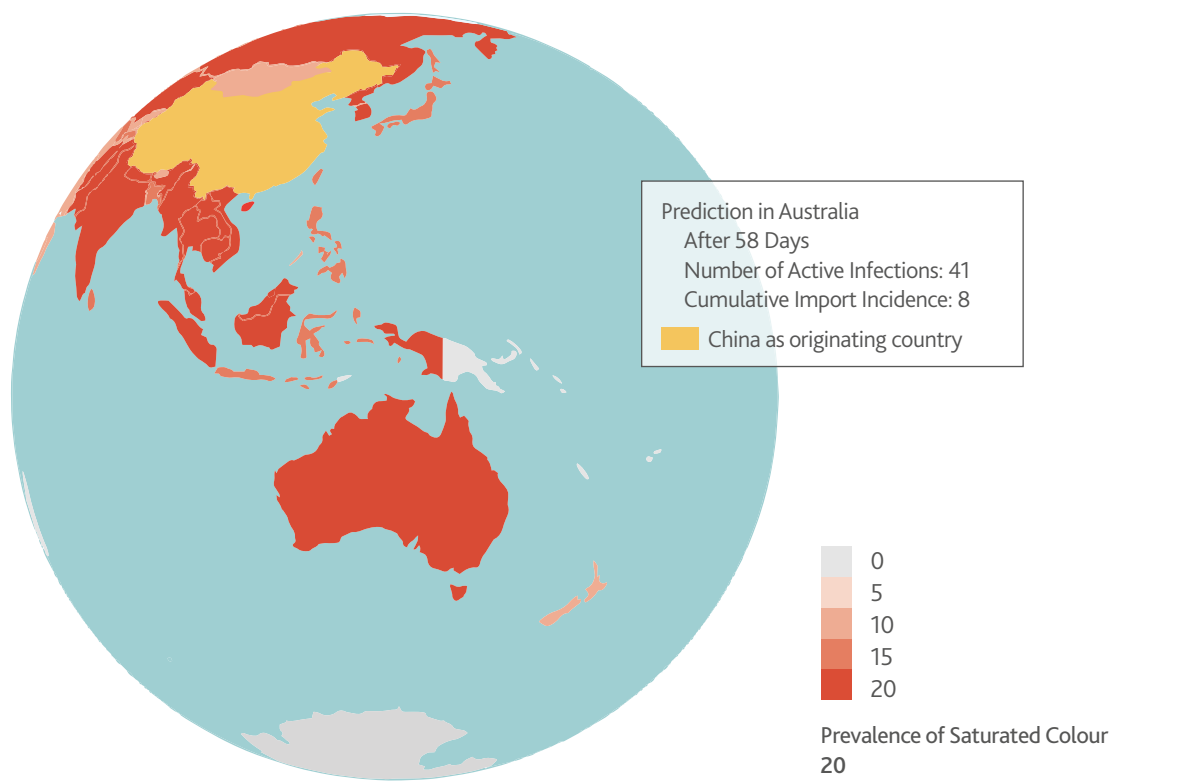 Prediction in Australia
After 58 Days
Number of Active Infections: 41
Cumulative Import Incidence: 8
China as originating country
0
5
10
15
20
Prevalence of Saturated Colour
20